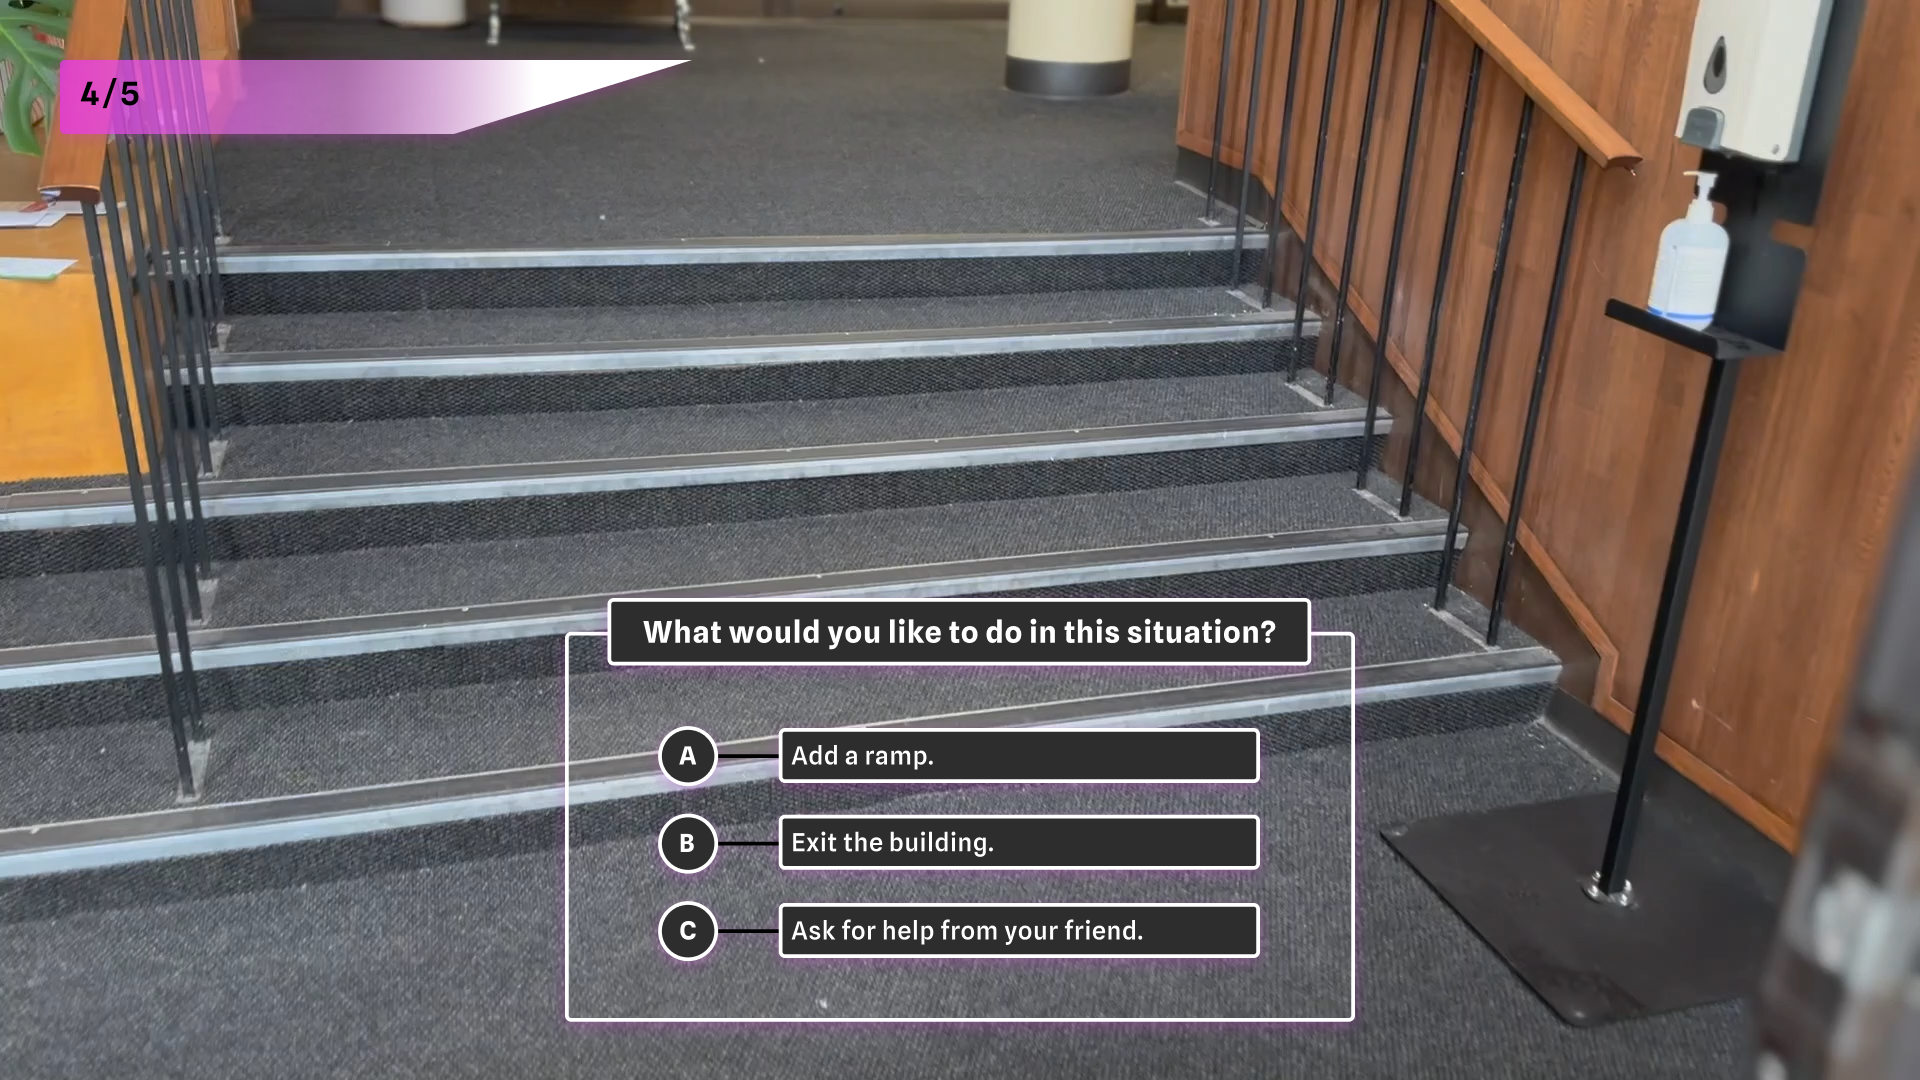 4/5
What would you like to do in this situation?
A
Add a ramp.
B
Exit the building.
C
Ask for help from your friend.